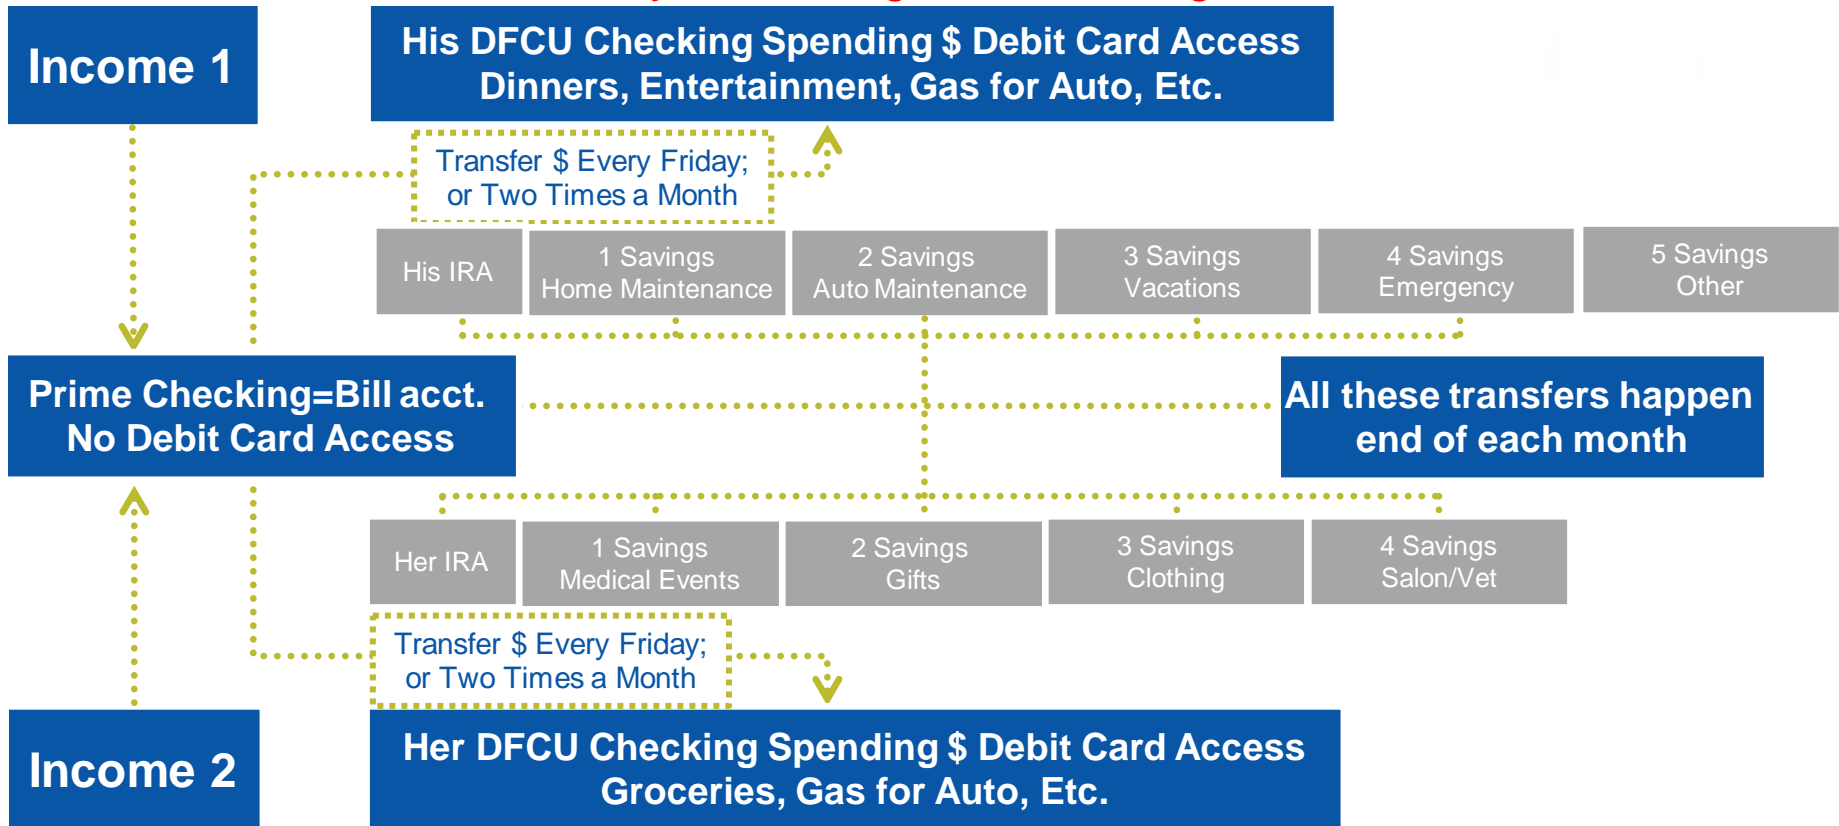 Income 1
His DFCU Checking Spending $ Debit Card Access
Dinners, Entertainment, Gas for Auto, Etc.
Transfer $ Every Friday;
or Two Times a Month
His IRA
1 Savings
Home Maintenance
2 Savings
Auto Maintenance
3 Savings
Vacations
4 Savings
Emergency
5 Savings
Other
Prime Checking=Bill acct.
No Debit Card Access
All these transfers happen
end of each month
Her IRA
1 Savings
Medical Events
2 Savings
Gifts
3 Savings
Clothing
4 Savings
Salon/Vet
Transfer $ Every Friday;
or Two Times a Month
Income 2
Her DFCU Checking Spending $ Debit Card Access
Groceries, Gas for Auto, Etc.